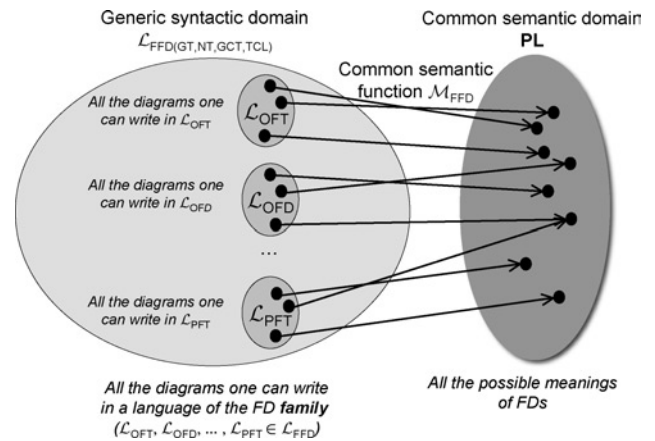 Generic syntactic domain
ℒFFD(GT,NT,GCT,TCL)
Common semantic domain
PL
Common semantic
function ℳFFD
All the diagrams one
can write in ℒOFT
ℒOFT
All the diagrams one
can write in ℒOFD
ℒOFD
...
All the diagrams one
can write in ℒPFT
ℒPFT
All the diagrams one can write
in a language of the FD family
(ℒOFT, ℒOFD, ... , ℒPFT ∈ ℒFFD)
All the possible meanings
of FDs